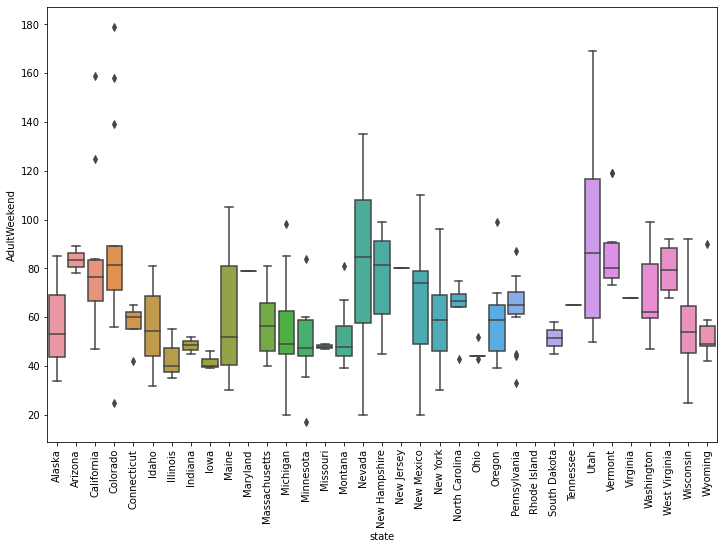 180
160
140
120
100
80
60
40
20
AdultWeekend
Alaska
Arizona
California
Colorado
Connecticut
Idaho
Illinois
Indiana
Iowa
Maine
Maryland
Massachusetts
Michigan
Minnesota
Missouri
Montana
Nevada
New Hampshire
New Jersey
New Mexico
New York
North Carolina
Ohio
Oregon
Pennsylvania
Rhode Island
South Dakota
Tennessee
Utah
Vermont
Virginia
Washington
West Virginia
Wisconsin
Wyoming
state